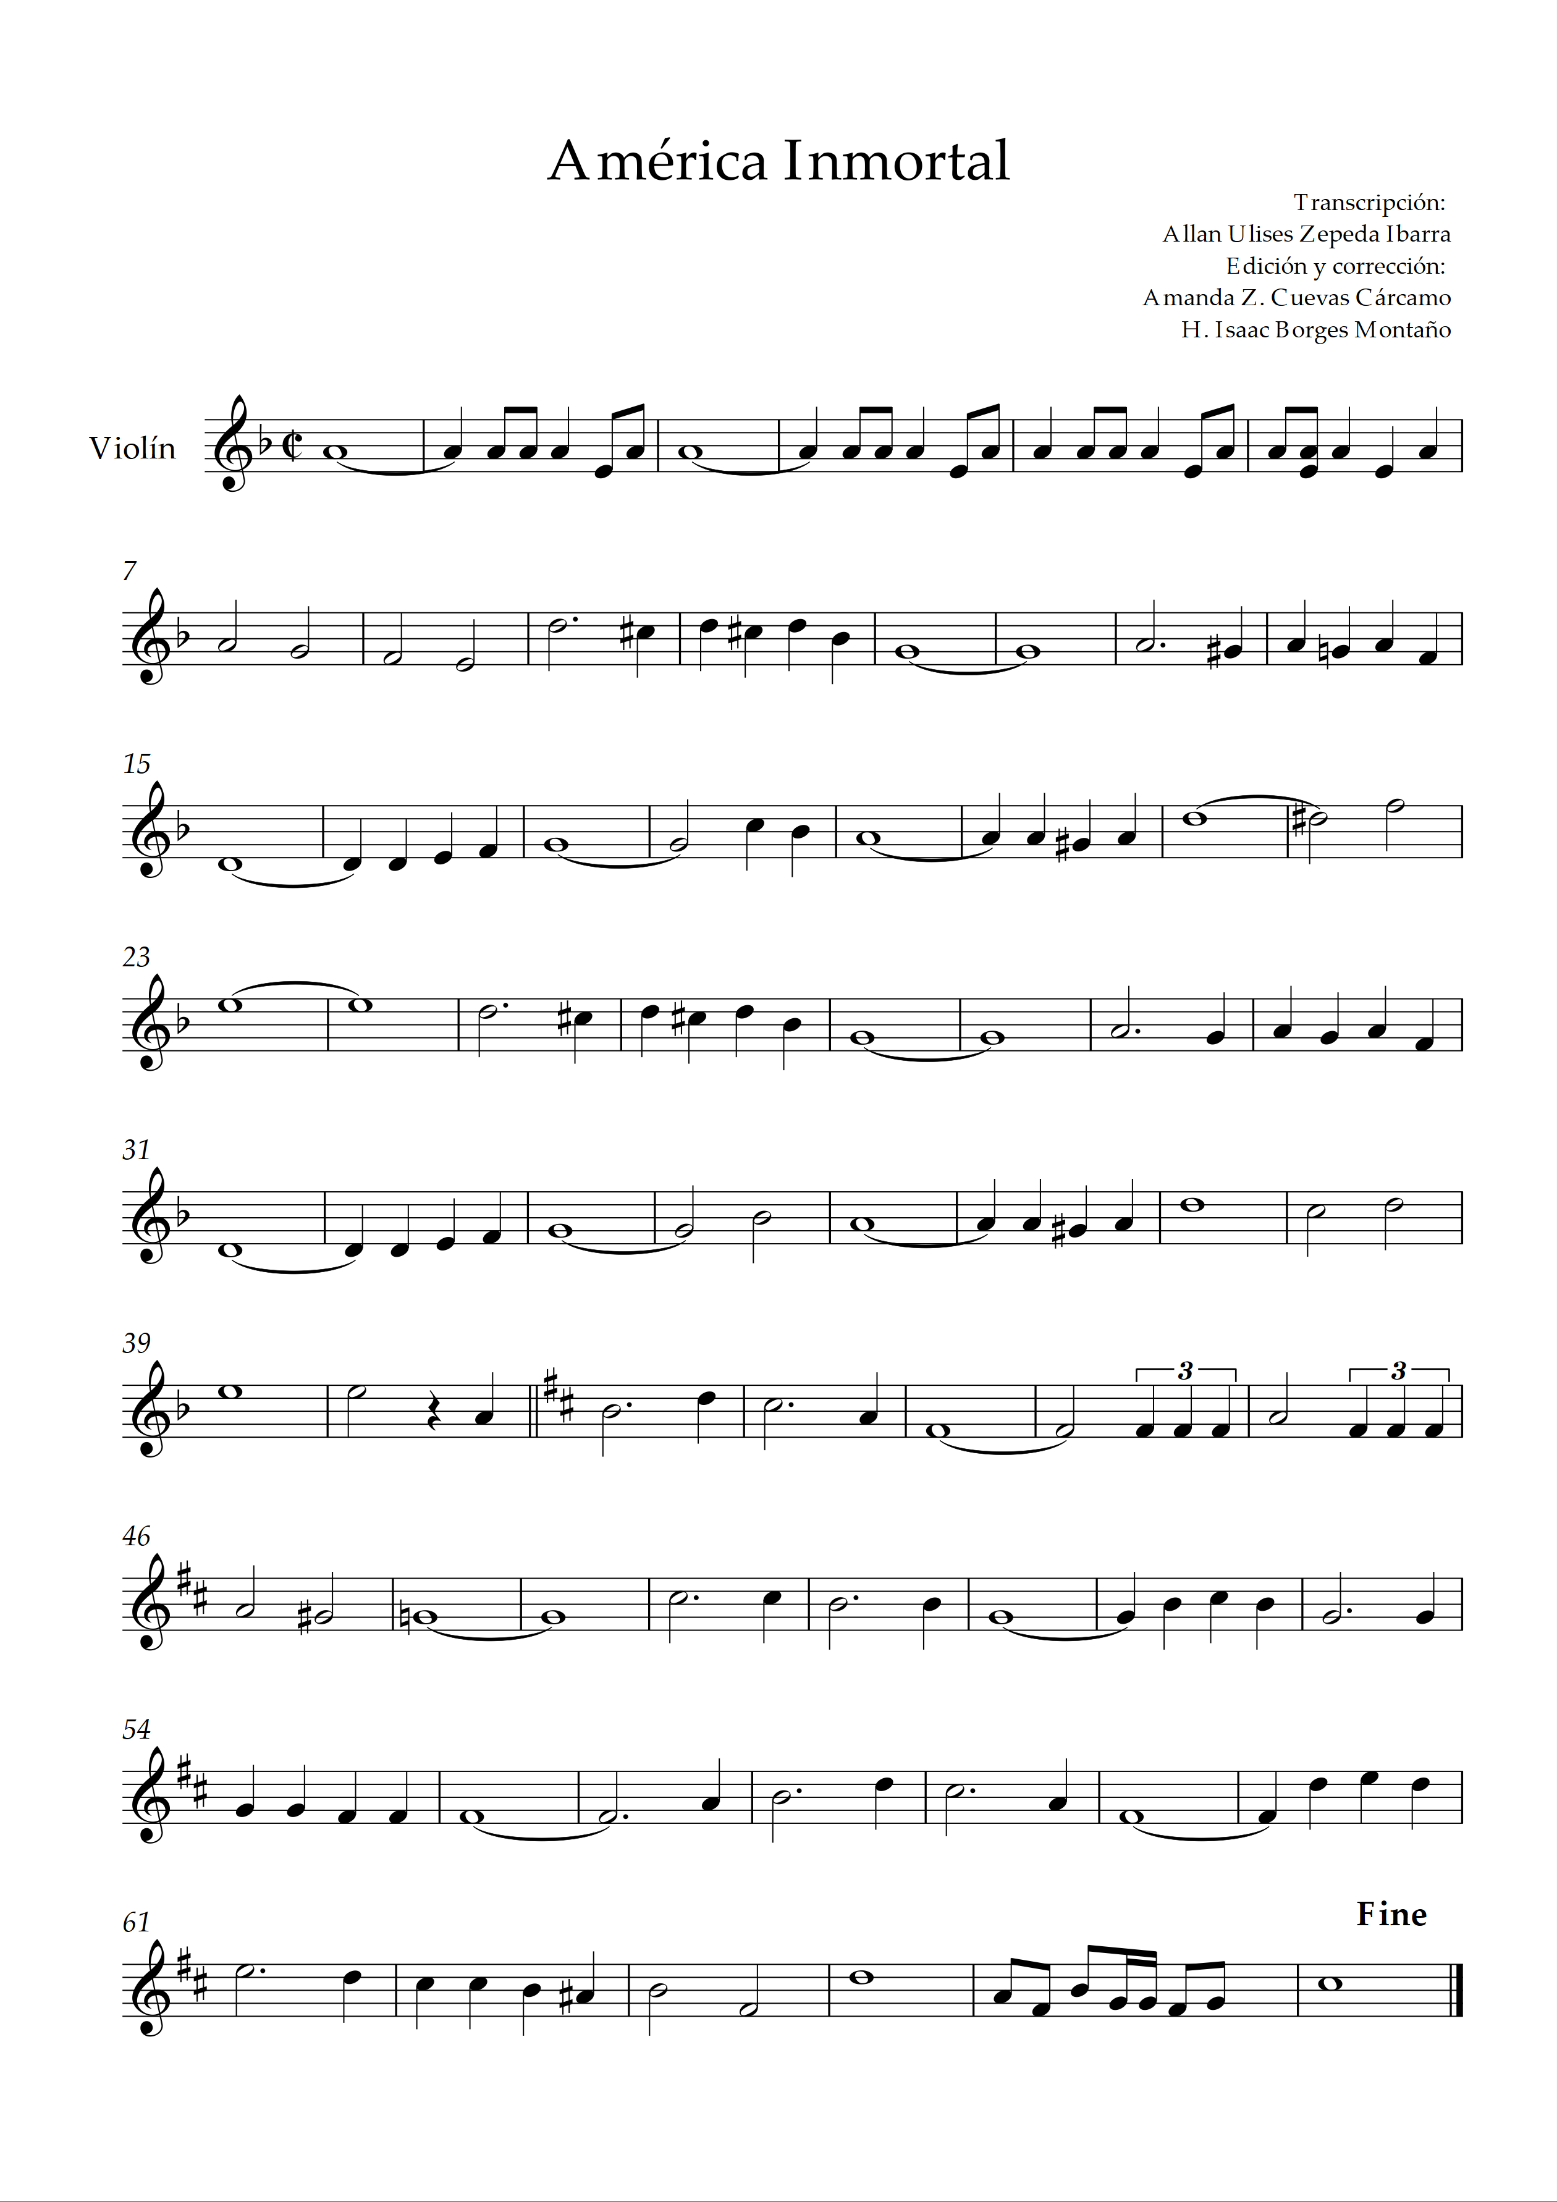 América Inmortal
Transcripción:
Allan Ulises Zepeda Ibarra
Edición y corrección:
Amanda Z. Cuevas Cárcamo
H. Isaac Borges Montaño
Violín
7
15
23
31
39
3
3
46
54
61
Fine